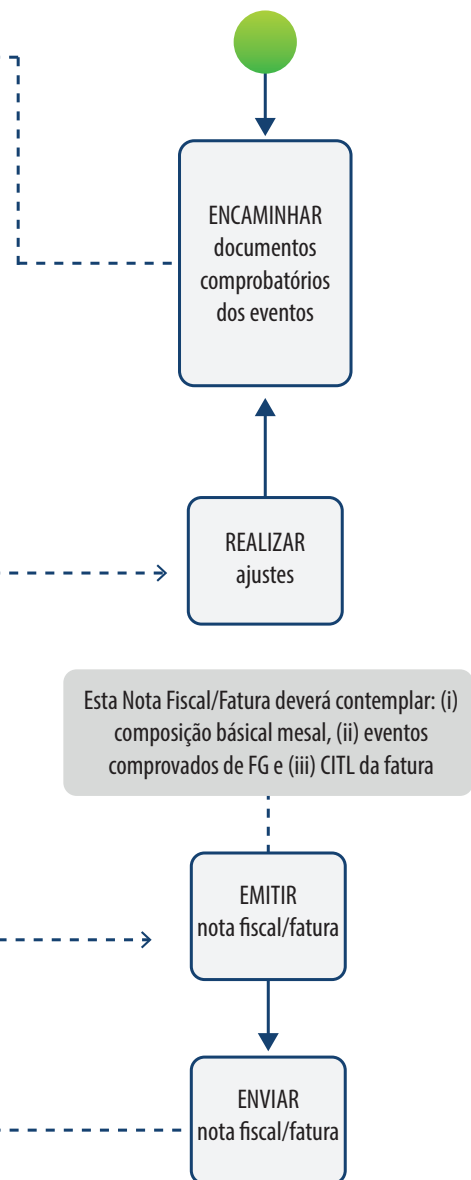 ENCAMINHAR
documentos
comprobatórios
dos eventos
REALIZAR
ajustes
Esta Nota Fiscal/Fatura deverá contemplar: (i)
composição básical mesal, (ii) eventos
comprovados de FG e (iii) CITL da fatura
EMITIR
nota fiscal/fatura
ENVIAR
nota fiscal/fatura